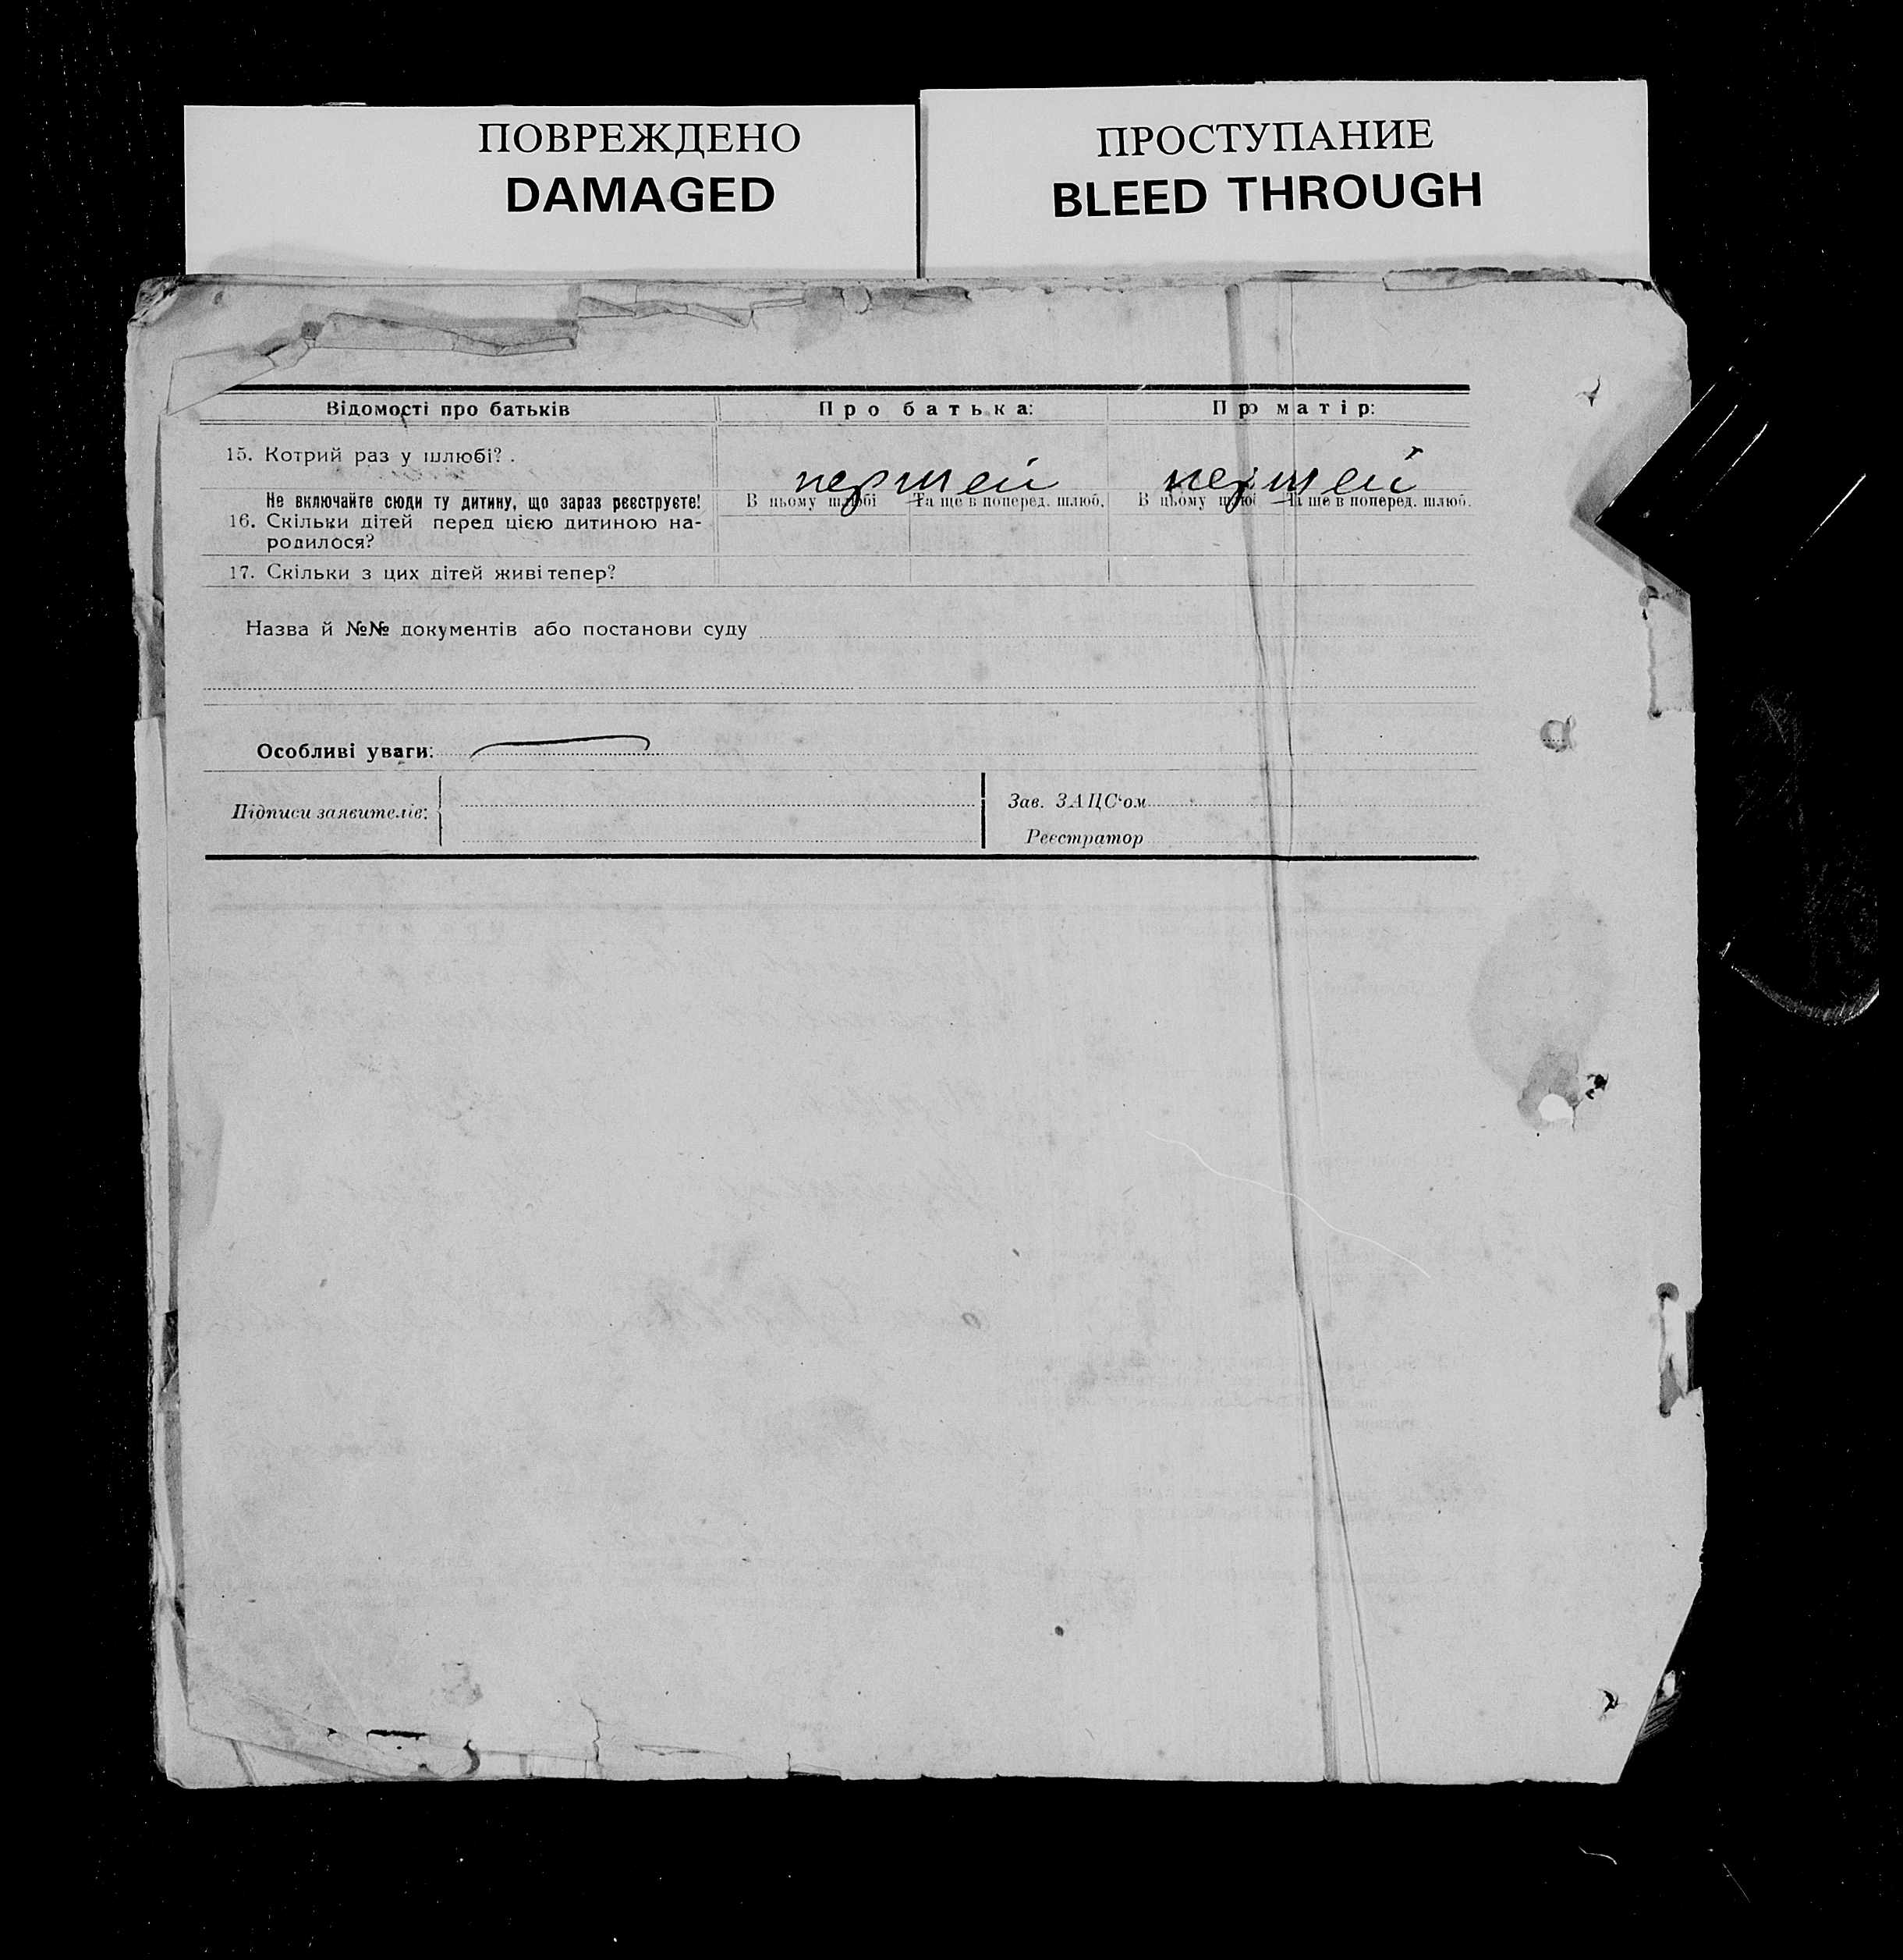 ПОВРЕЖДЕНО
DAMAGED
ПРОСТУПАНИЕ
BLEED THROUGH
Відомості про батьків Про батька: Про матір:
15. Котрий раз у шлюбі? . перший перший
Не включайте сюди ту дитину, що зараз реєструєте! В цьому шлюбі Та ще в поперед. шлюб. В цьому шлюбі Та ще в поперед. шлюб.
16. Скільки дітей перед цією дитиною на-
родилося?
17. Скільки з цих дітей живі тепер?
Назва й №№ документів або постанови суду
Особливі уваги:
Підписи заявителів: Зав. ЗАЦС'ом
Реєстратор